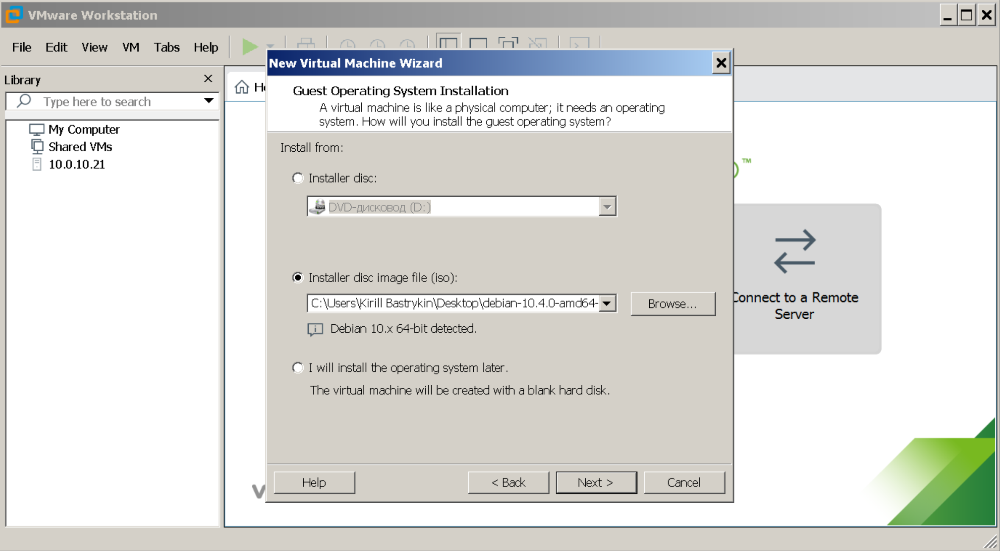 VMware Workstation
File Edit View VM Tabs Help
Library
Type here to search
My Computer
Shared VMs
10.0.10.21
New Virtual Machine Wizard
Guest Operating System Installation
A virtual machine is like a physical computer; it needs an operating
system. How will you install the guest operating system?
Install from:
Installer disc:
DVD-дисковод (D:)
Installer disc image file (iso):
C:\Users\Kirill Bastrykin\Desktop\debian-10.4.0-amd64-
Browse...
Debian 10.x 64-bit detected.
I will install the operating system later.
The virtual machine will be created with a blank hard disk.
Help
< Back
Next >
Cancel
TM
Connect to a Remote
Server